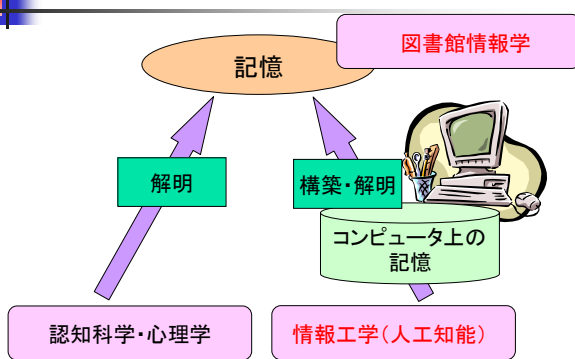 図書館情報学
記憶
解明
構築・解明
コンピュータ上の
記憶
認知科学・心理学
情報工学(人工知能)